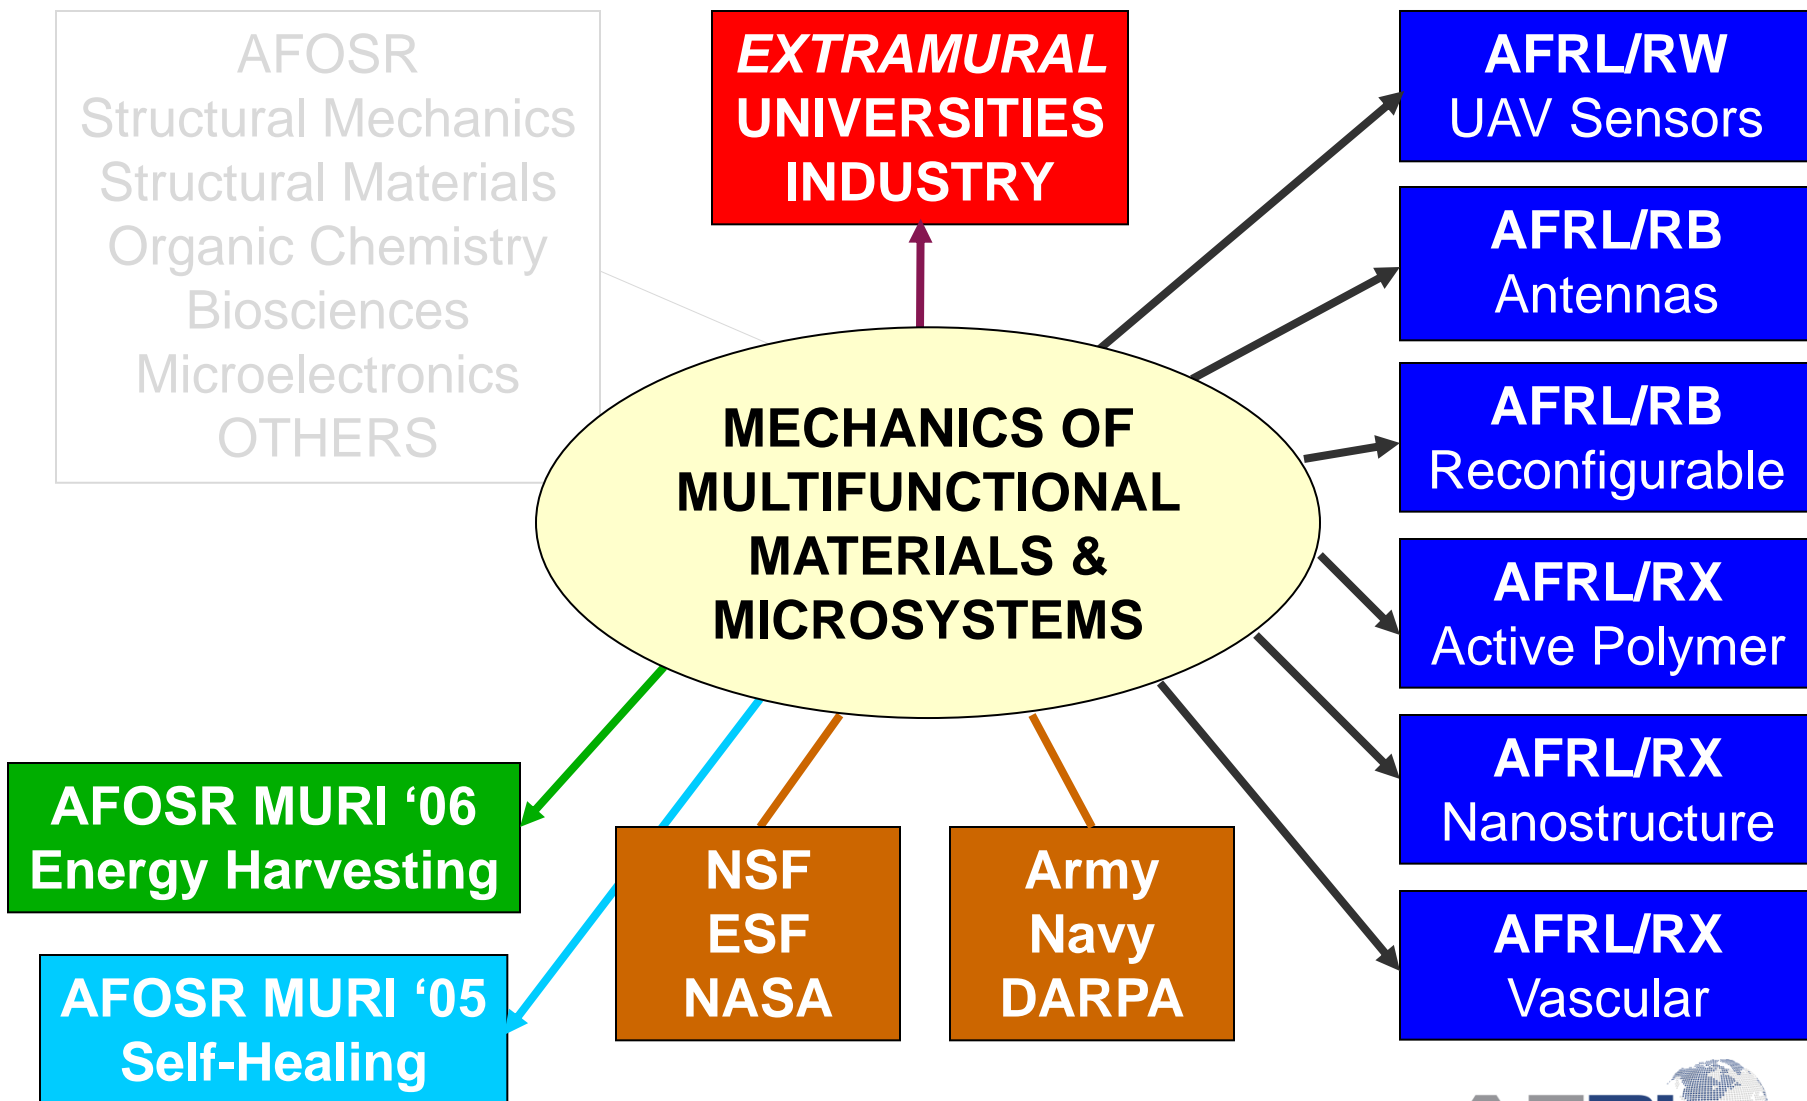 AFOSR
Structural Mechanics
Structural Materials
Organic Chemistry
Biosciences
Microelectronics
OTHERS
EXTRAMURAL
UNIVERSITIES
INDUSTRY
AFRL/RW
UAV Sensors
AFRL/RB
Antennas
AFRL/RB
Reconfigurable
AFRL/RX
Active Polymer
AFRL/RX
Nanostructure
AFRL/RX
Vascular
MECHANICS OF
MULTIFUNCTIONAL
MATERIALS &
MICROSYSTEMS
AFOSR MURI ‘06
Energy Harvesting
AFOSR MURI ‘05
Self-Healing
NSF
ESF
NASA
Army
Navy
DARPA